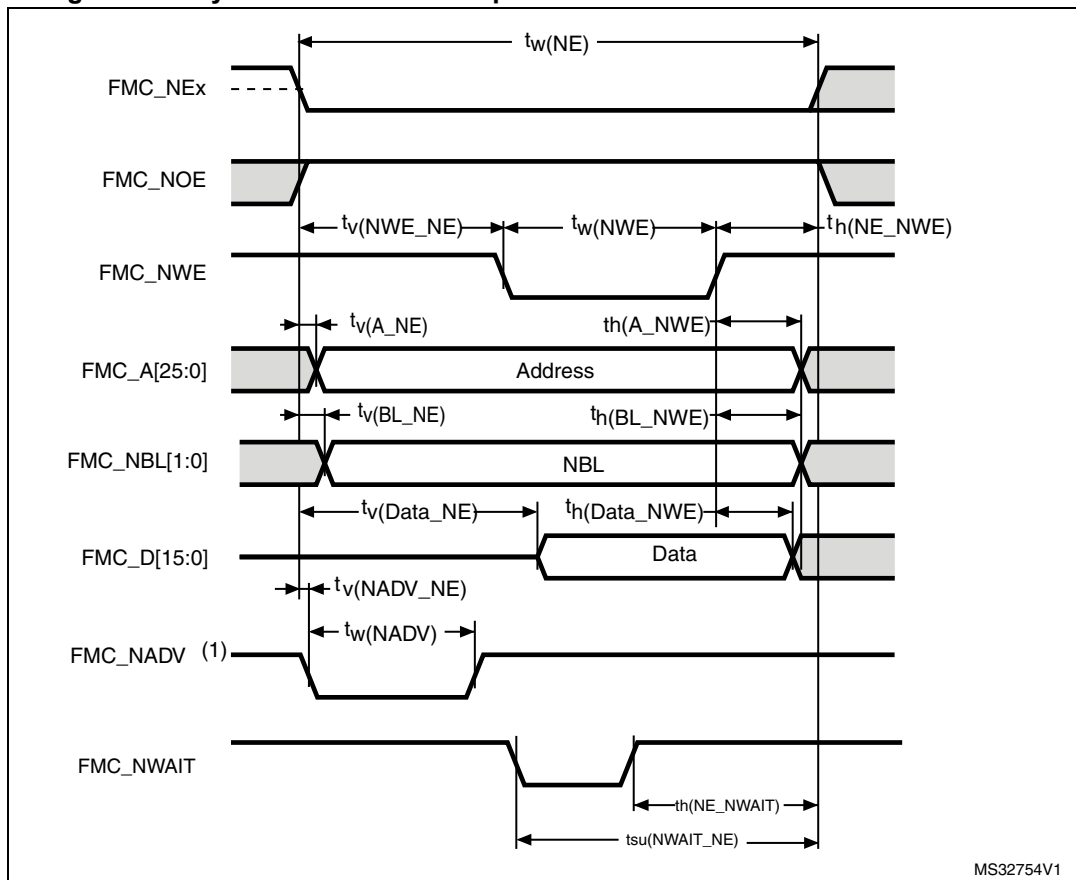 tw(NE)
FMC_NEx
FMC_NOE
tv(NWE_NE) tw(NWE) th(NE_NWE)
FMC_NWE
tv(A_NE) th(A_NWE)
FMC_A[25:0] Address
tv(BL_NE) th(BL_NWE)
FMC_NBL[1:0] NBL
tv(Data_NE) th(Data_NWE)
FMC_D[15:0] Data
tv(NADV_NE)
tw(NADV)
FMC_NADV (1)
FMC_NWAIT
th(NE_NWAIT)
tsu(NWAIT_NE)
MS32754V1